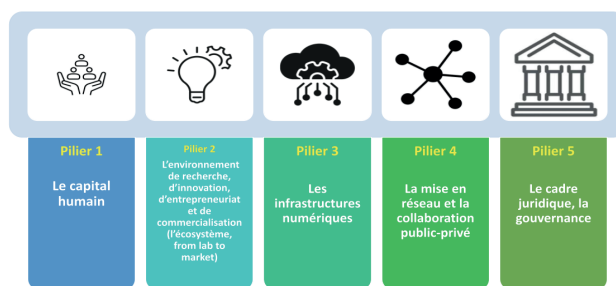 Pilier 1
Le capital
humain
Pilier 2
L'environnement
de recherche,
d'innovation,
d'entrepreneuriat
et de
commercialisation
(l'écosystème,
from lab to
market)
Pilier 3
Les
infrastructures
numériques
Pilier 4
La mise en
réseau et la
collaboration
public-privé
Pilier 5
Le cadre
juridique, la
gouvernance